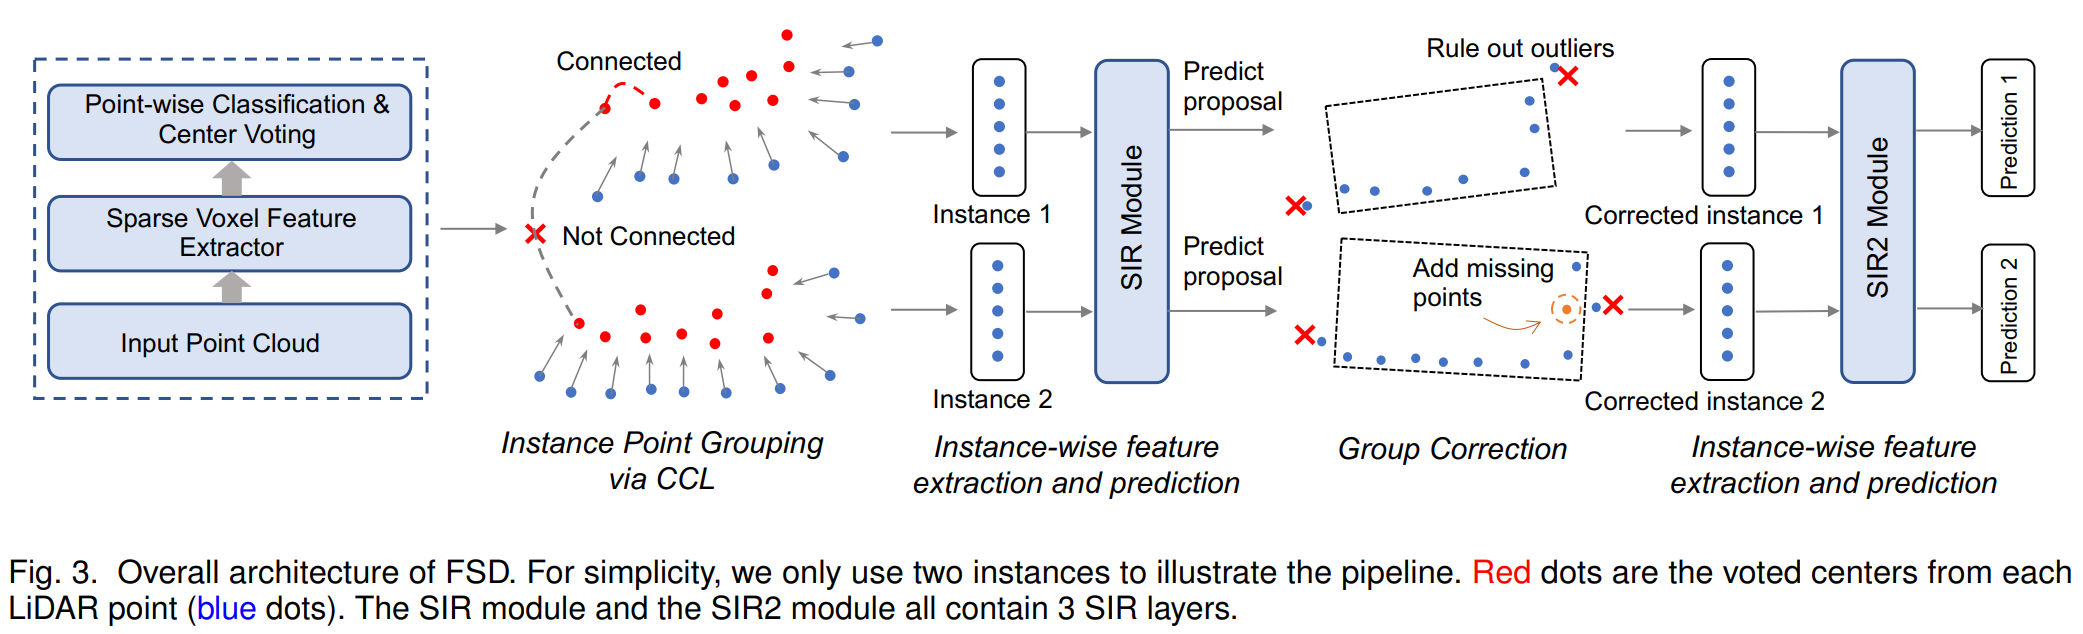 Point-wise Classification &
Center Voting
Sparse Voxel Feature
Extractor
Input Point Cloud
Connected
Not Connected
Instance Point Grouping
via CCL
Instance 1
Instance 2
SIR Module
Instance-wise feature
extraction and prediction
Predict
proposal
Predict
proposal
Rule out outliers
Add missing
points
Group Correction
Corrected instance 1
Corrected instance 2
SIR2 Module
Prediction 1
Prediction 2
Instance-wise feature
extraction and prediction
Fig. 3. Overall architecture of FSD. For simplicity, we only use two instances to illustrate the pipeline. Red dots are the voted centers from each
LiDAR point (blue dots). The SIR module and the SIR2 module all contain 3 SIR layers.